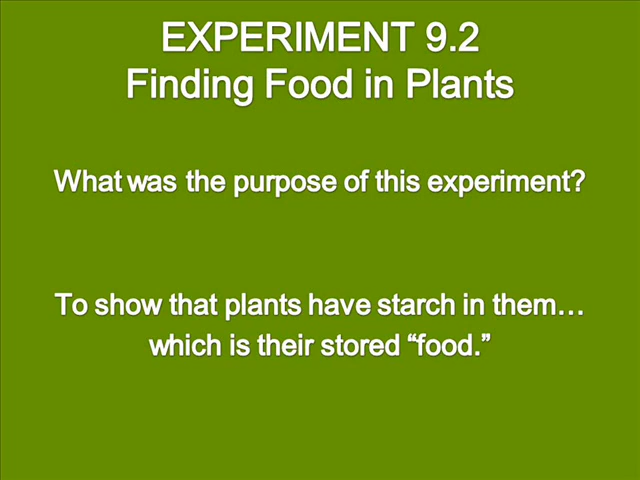 EXPERIMENT 9.2
Finding Food in Plants
What was the purpose of this experiment?
To show that plants have starch in them…
which is their stored “food.”